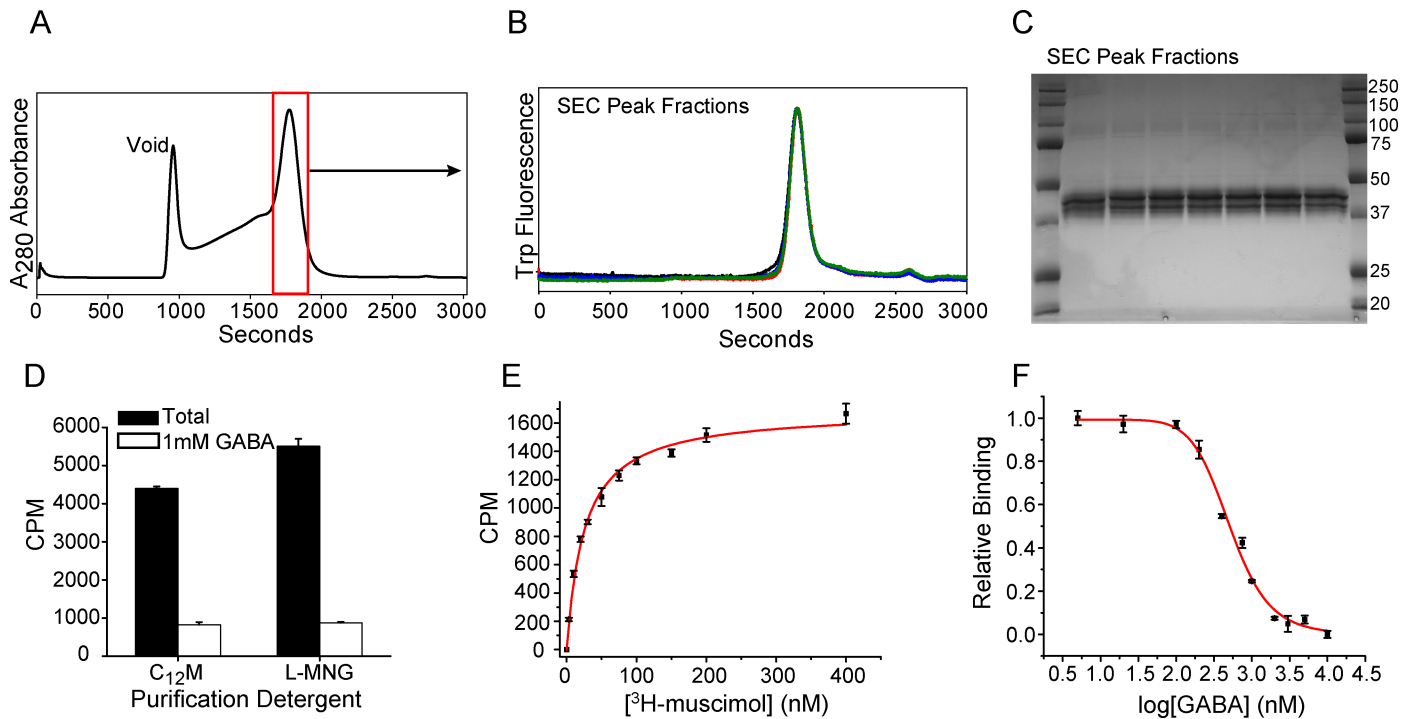 A
A280 Absorbance
Void
0 500 1000 1500 2000 2500 3000
Seconds
B
SEC Peak Fractions
Trp Fluorescence
0 500 1000 1500 2000 2500 3000
Seconds
C
SEC Peak Fractions
250
150
100
75
50
37
25
20
D
Total
1mM GABA
CPM
6000
5000
4000
3000
2000
1000
0
C12M L-MNG
Purification Detergent
E
CPM
1600
1400
1200
1000
800
600
400
200
0
0 100 200 300 400
[3H-muscimol] (nM)
F
Relative Binding
1.0
0.8
0.6
0.4
0.2
0.0
0.5 1.0 1.5 2.0 2.5 3.0 3.5 4.0 4.5
log[GABA] (nM)